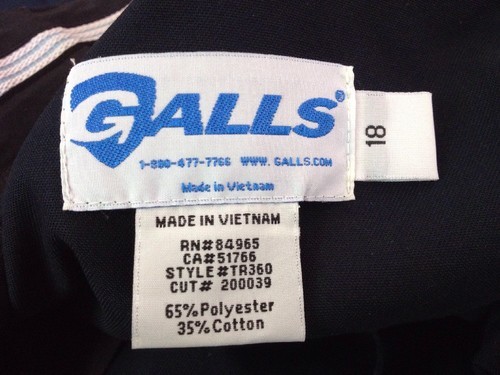 GALLS®
1-800-477-7766 WWW.GALLS.COM
Made in Vietnam
18
MADE IN VIETNAM
RN#84965
CA#51766
STYLE#TR360
CUT# 200039
65%Polyester
35%Cotton